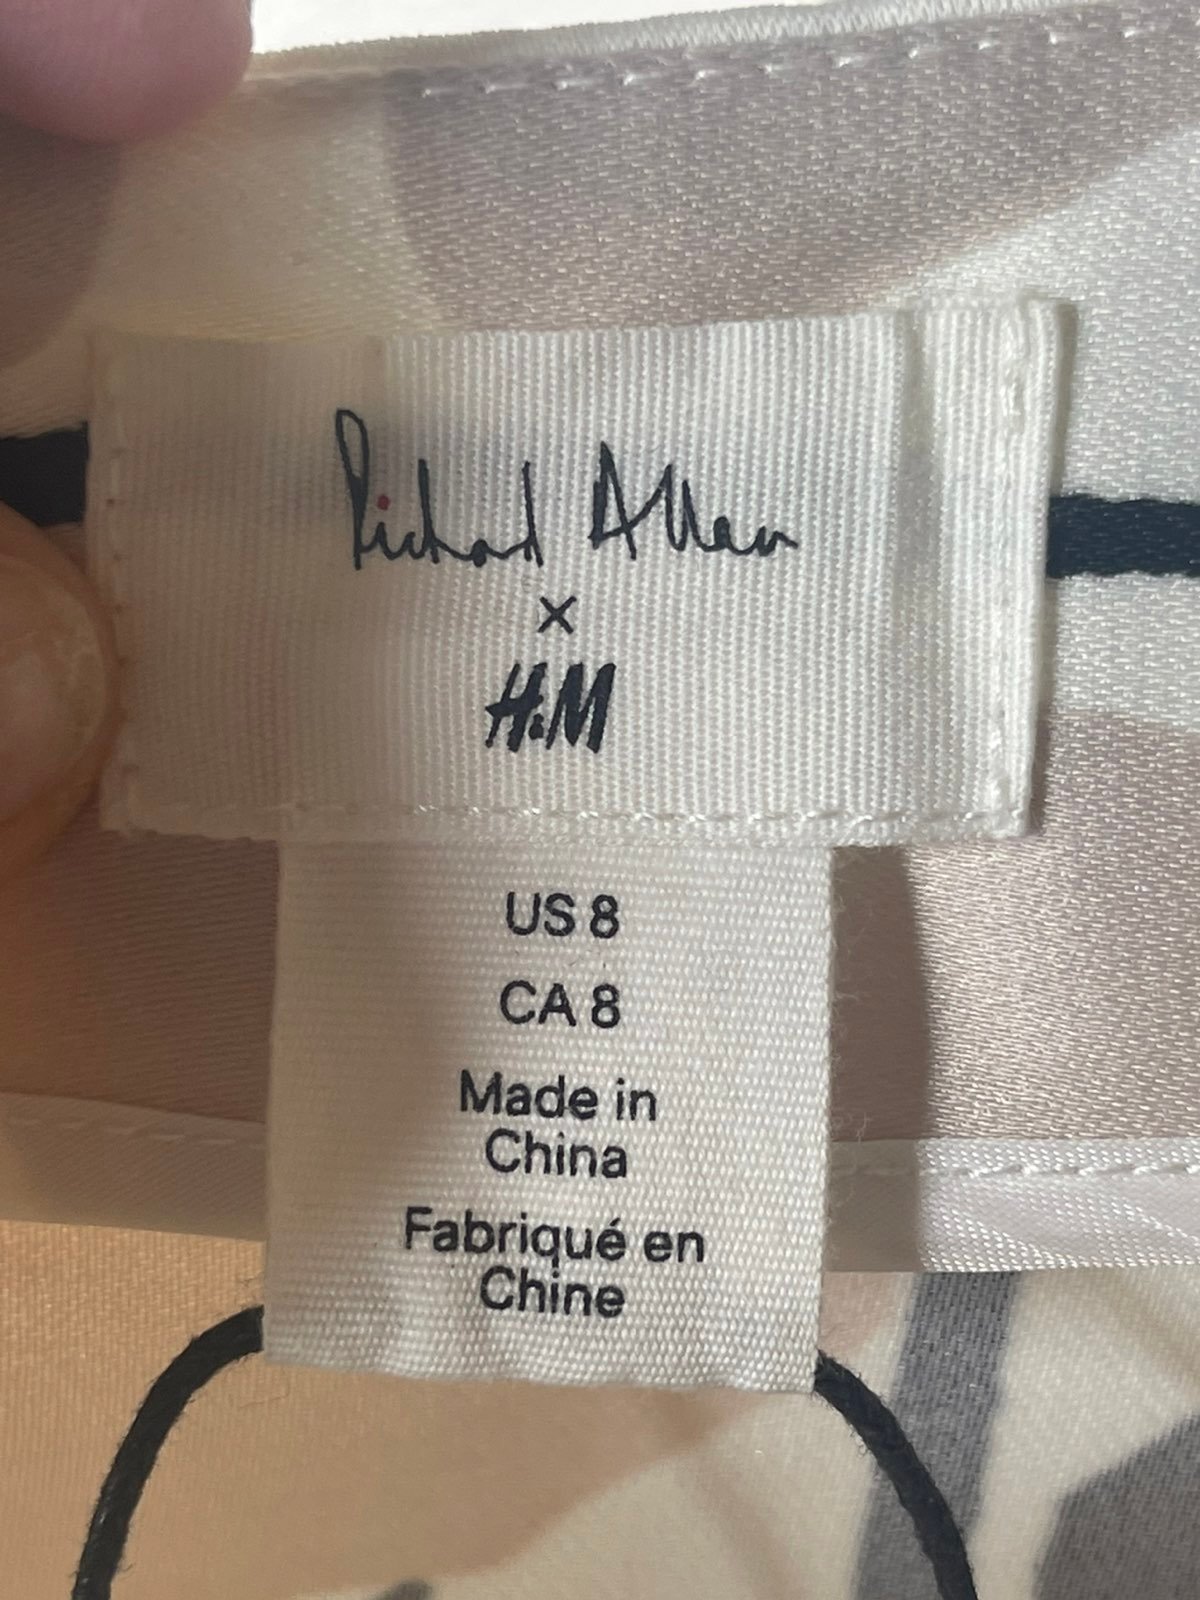 Richard Allan
×
H&M
US 8
CA 8
Made in
China
Fabriqué en
Chine